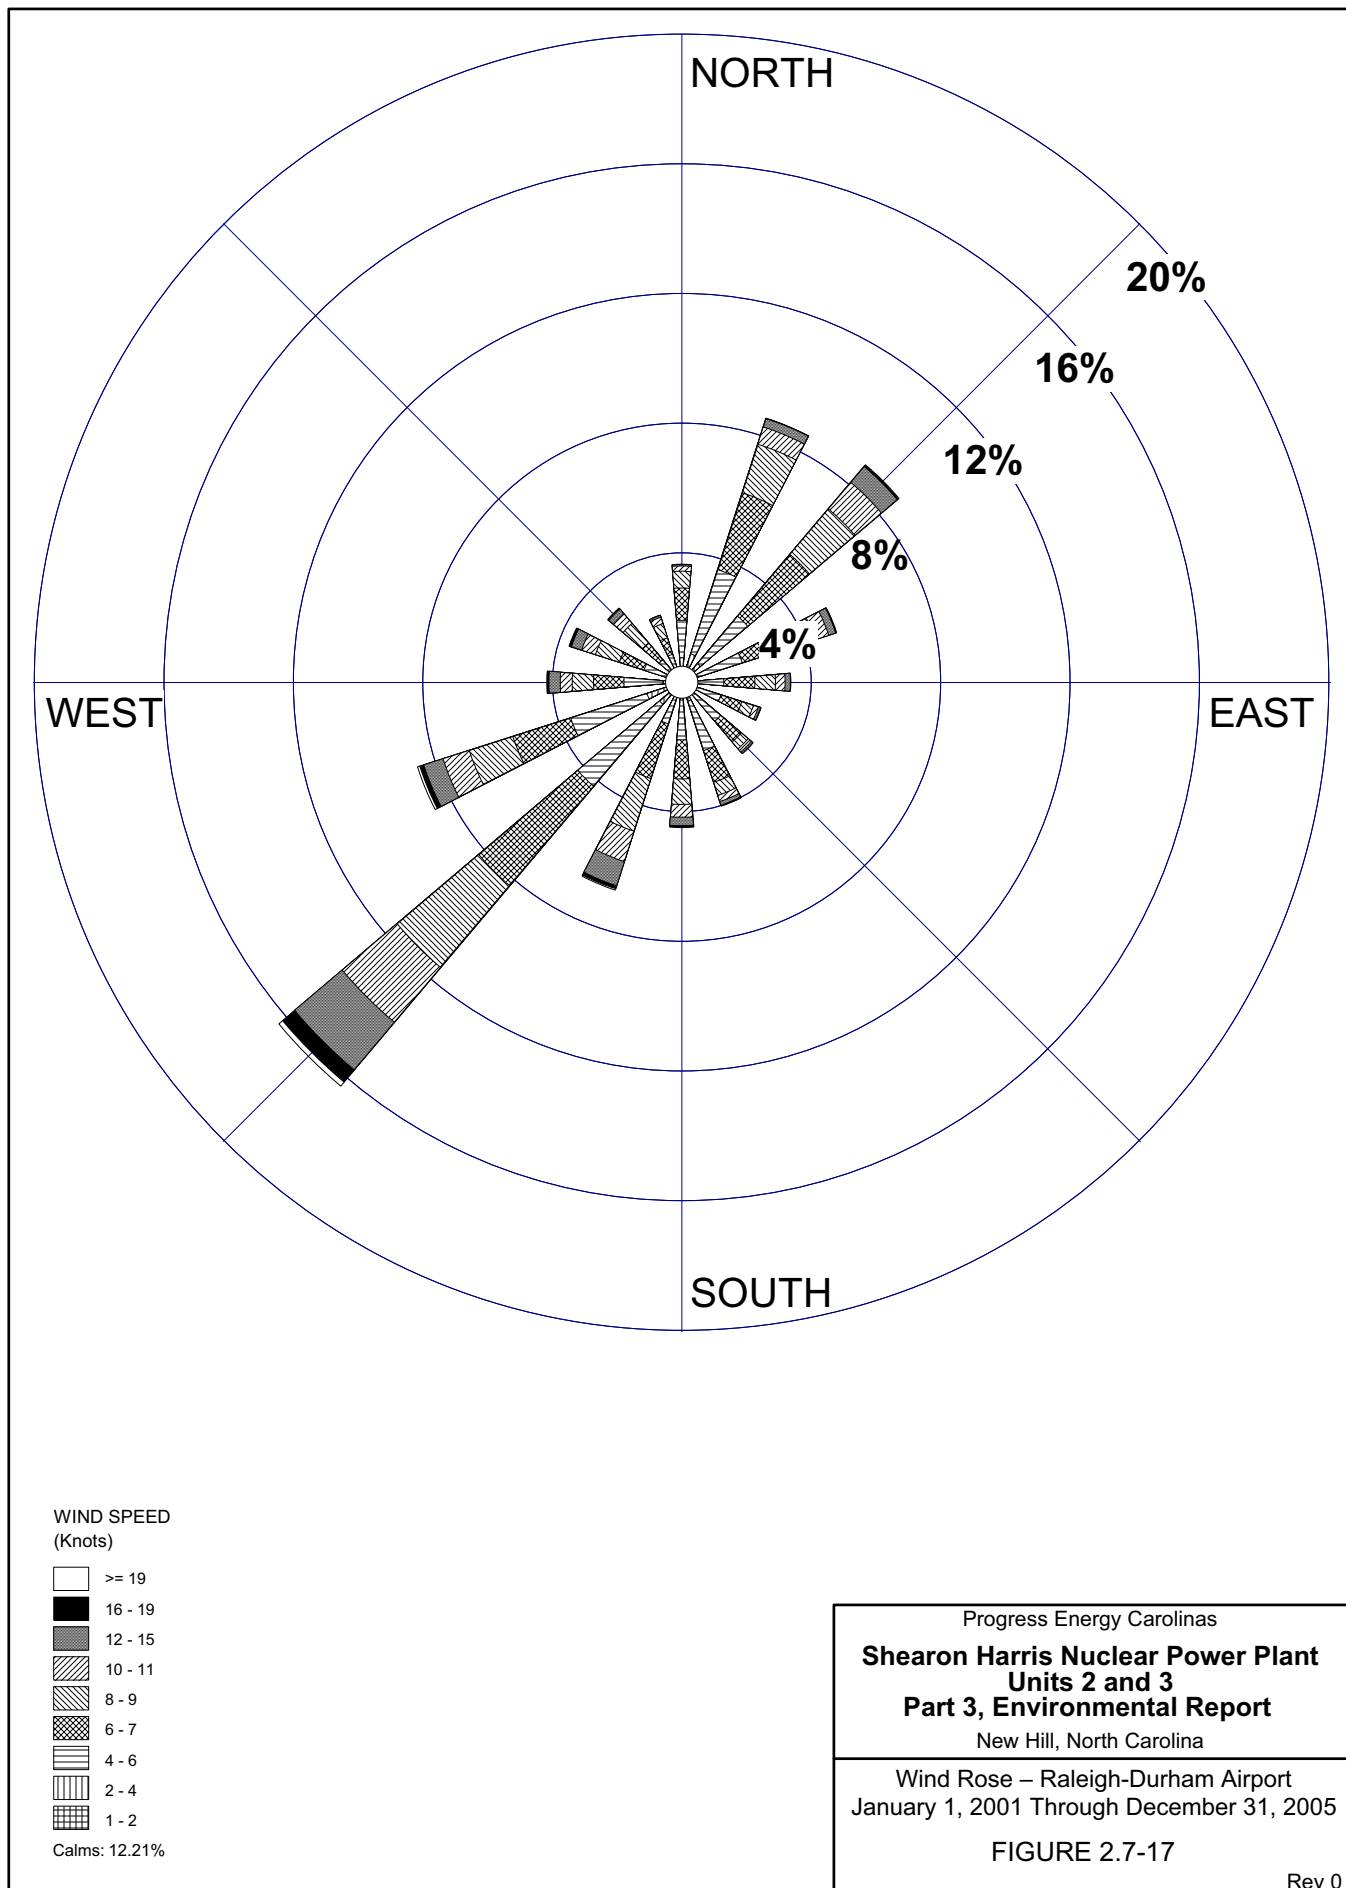 NORTH
20%
16%
12%
8%
4%
WEST
EAST
SOUTH
WIND SPEED
(Knots)
>= 19
16 - 19
12 - 15
10 - 11
8 - 9
6 - 7
4 - 6
2 - 4
1 - 2
Calms: 12.21%
Progress Energy Carolinas
Shearon Harris Nuclear Power Plant
Units 2 and 3
Part 3, Environmental Report
New Hill, North Carolina
Wind Rose – Raleigh-Durham Airport
January 1, 2001 Through December 31, 2005
FIGURE 2.7-17
Rev 0